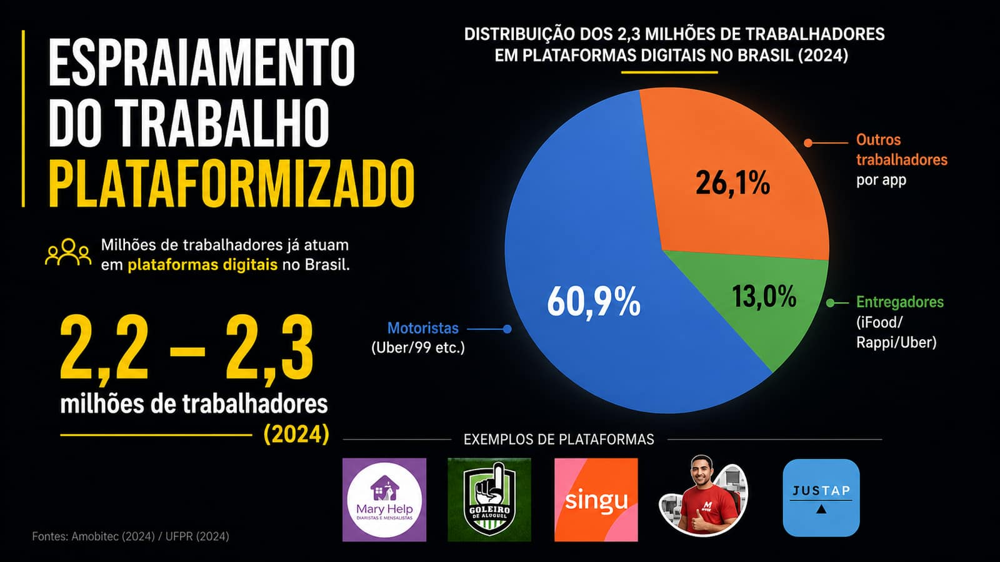 ESPRAIAMENTO
DO TRABALHO
PLATAFORMIZADO
Milhões de trabalhadores já atuam
em plataformas digitais no Brasil.
2,2 – 2,3
milhões de trabalhadores
(2024)
Fontes: Amobitec (2024) / UFPR (2024)
DISTRIBUIÇÃO DOS 2,3 MILHÕES DE TRABALHADORES
EM PLATAFORMAS DIGITAIS NO BRASIL (2024)
26,1%
Outros
trabalhadores
por app
60,9%
Motoristas
(Uber/99 etc.)
13,0%
Entregadores
(iFood/
Rappi/Uber)
EXEMPLOS DE PLATAFORMAS
Mary Help
DIARISTAS E MENSALISTAS
GOLEIRO
DE ALUGUEL
singu
M
JUSTAP